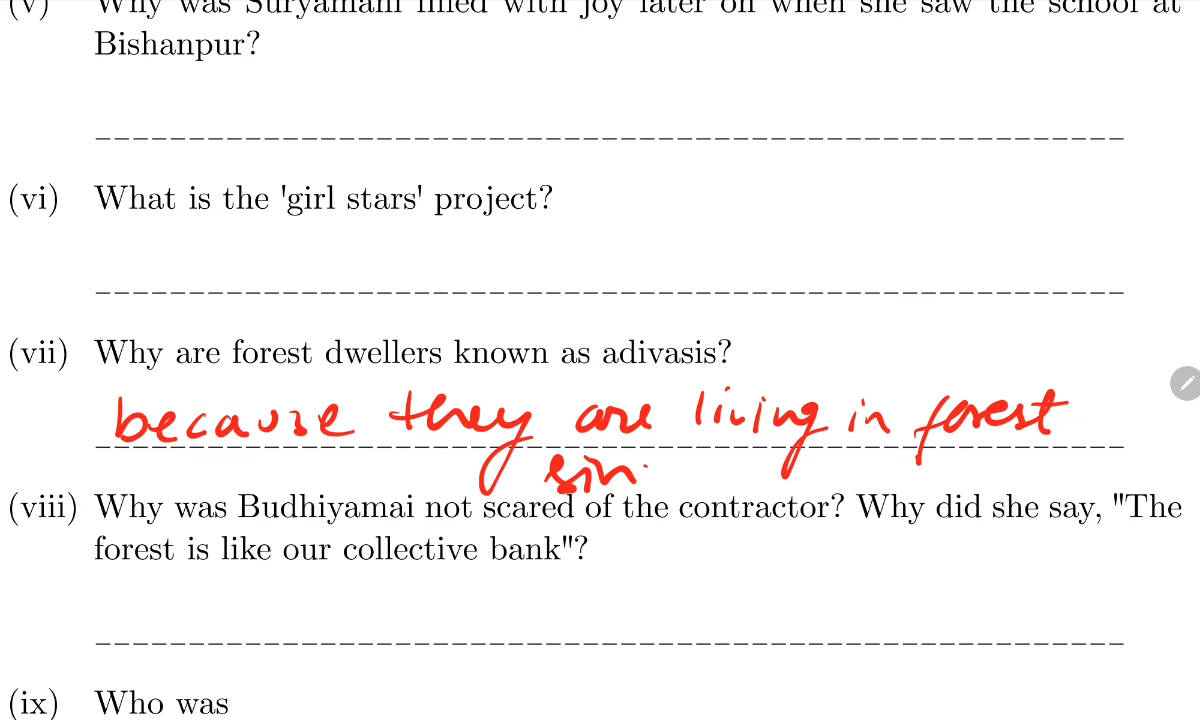 (v) Why was Suryamani filled with joy later on when she saw the school at
Bishanpur?
(vi) What is the 'girl stars' project?
(vii) Why are forest dwellers known as adivasis?
because they are living in forest
(viii) Why was Budhiyamai not scared of the contractor? Why did she say, "The
forest is like our collective bank"?
(ix) Who was